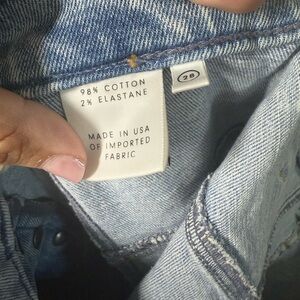 98% COTTON
2% ELASTANE
28
MADE IN USA
OF IMPORTED
FABRIC